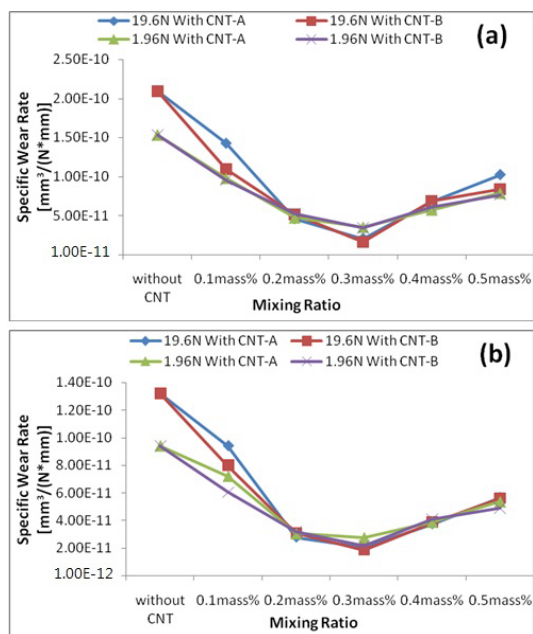 19.6N With CNT-A 19.6N With CNT-B
1.96N With CNT-A 1.96N With CNT-B
(a)
Specific Wear Rate
[mm³/(N*mm)]
2.50E-10
2.00E-10
1.50E-10
1.00E-10
5.00E-11
1.00E-11
without CNT 0.1mass% 0.2mass% 0.3mass% 0.4mass% 0.5mass%
Mixing Ratio
19.6N With CNT-A 19.6N With CNT-B
1.96N With CNT-A 1.96N With CNT-B
(b)
Specific Wear Rate
[mm³/(N*mm)]
1.40E-10
1.20E-10
1.00E-10
8.00E-11
6.00E-11
4.00E-11
2.00E-11
1.00E-12
without CNT 0.1mass% 0.2mass% 0.3mass% 0.4mass% 0.5mass%
Mixing Ratio